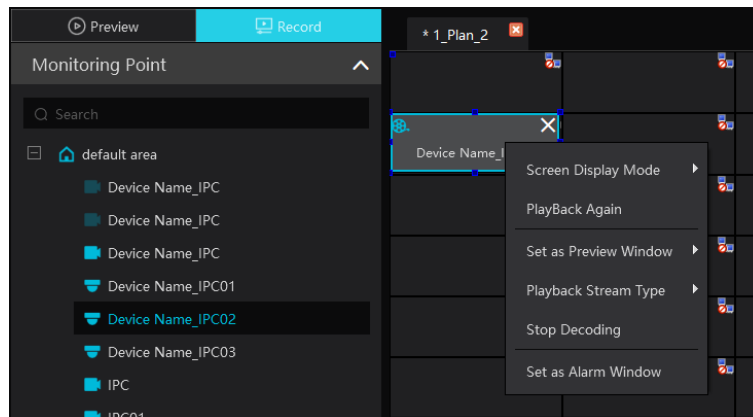 Preview
Record
* 1_Plan_2
Monitoring Point
Search
default area
Device Name_IPC
Device Name_IPC
Device Name_IPC
Device Name_IPC01
Device Name_IPC02
Device Name_IPC03
IPC
IPC01
Device Name_I
Screen Display Mode
PlayBack Again
Set as Preview Window
Playback Stream Type
Stop Decoding
Set as Alarm Window